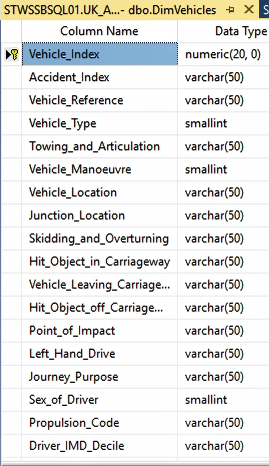 STWSSBSQL01.UK_A...- dbo.DimVehicles
Column Name Data Type
Vehicle_Index numeric(20, 0)
Accident_Index varchar(50)
Vehicle_Reference varchar(50)
Vehicle_Type smallint
Towing_and_Articulation varchar(50)
Vehicle_Manoeuvre smallint
Vehicle_Location varchar(50)
Junction_Location varchar(50)
Skidding_and_Overturning varchar(50)
Hit_Object_in_Carriageway varchar(50)
Vehicle_Leaving_Carriage... varchar(50)
Hit_Object_off_Carriage... varchar(50)
Point_of_Impact varchar(50)
Left_Hand_Drive varchar(50)
Journey_Purpose varchar(50)
Sex_of_Driver smallint
Propulsion_Code varchar(50)
Driver_IMD_Decile varchar(50)